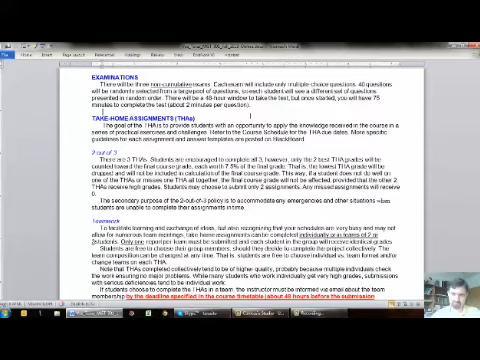 EXAMINATIONS
There will be three non-cumulative exams. Each exam will include only multiple-choice questions. 40 questions
will be randomly selected from a large pool of questions, so each student will see a different set of questions
presented in random order. There will be a 48-hour window to take the test, but once started, you will have 75
minutes to complete the test (about 2 minutes per question).
TAKE-HOME ASSIGNMENTS (THAs)
The goal of the THA is to provide students with an opportunity to apply the knowledge received in the course in a
series of practical exercises and challenges. Refer to the Course Schedule for the THA due dates. More specific
guidelines for each assignment and answer templates are posted on Blackboard
2 out of 3
There are 3 THAs. Students are encouraged to complete all 3, however, only the 2 best THA grades will be
counted toward the final course grade, each worth 7.5% of the final grade. That is, the lowest THA grade will be
dropped and will not be included in calculation of the final course grade. This way, if a student does not do well on
one of the THAs or misses one THA all together, the final course grade will not be affected, provided that the other 2
THAs receive high grades. Students may choose to submit only 2 assignments. Any missed assignments will receive
0.
The secondary purpose of the 2-out-of-3 policy is to accommodate any emergencies and other situations when
students are unable to complete their assignments in time.
Teamwork
To facilitate learning and exchange of ideas, but also recognizing that your schedules are very busy and may not
allow for numerous team meetings, take-home assignments can be completed individually or in teams of 2 or
3 students. Only one report per team must be submitted and each student in the group will receive identical grades.
Students are free to choose their group members, should they decide to complete the project collectively. The
team composition can be changed at any time. That is, students are free to choose individual vs. team format and/or
change teams on each THA.
Note that THAs completed collectively tend to be of higher quality, probably because multiple individuals check
the work ensuring no major problems. While many students who work individually get very high grades, submissions
with serious deficiencies tend to be individual work.
If students choose to complete the THAs in a team, the instructor must be informed via email about the team
membership by the deadline specified in the course timetable (about 48 hours before the submission